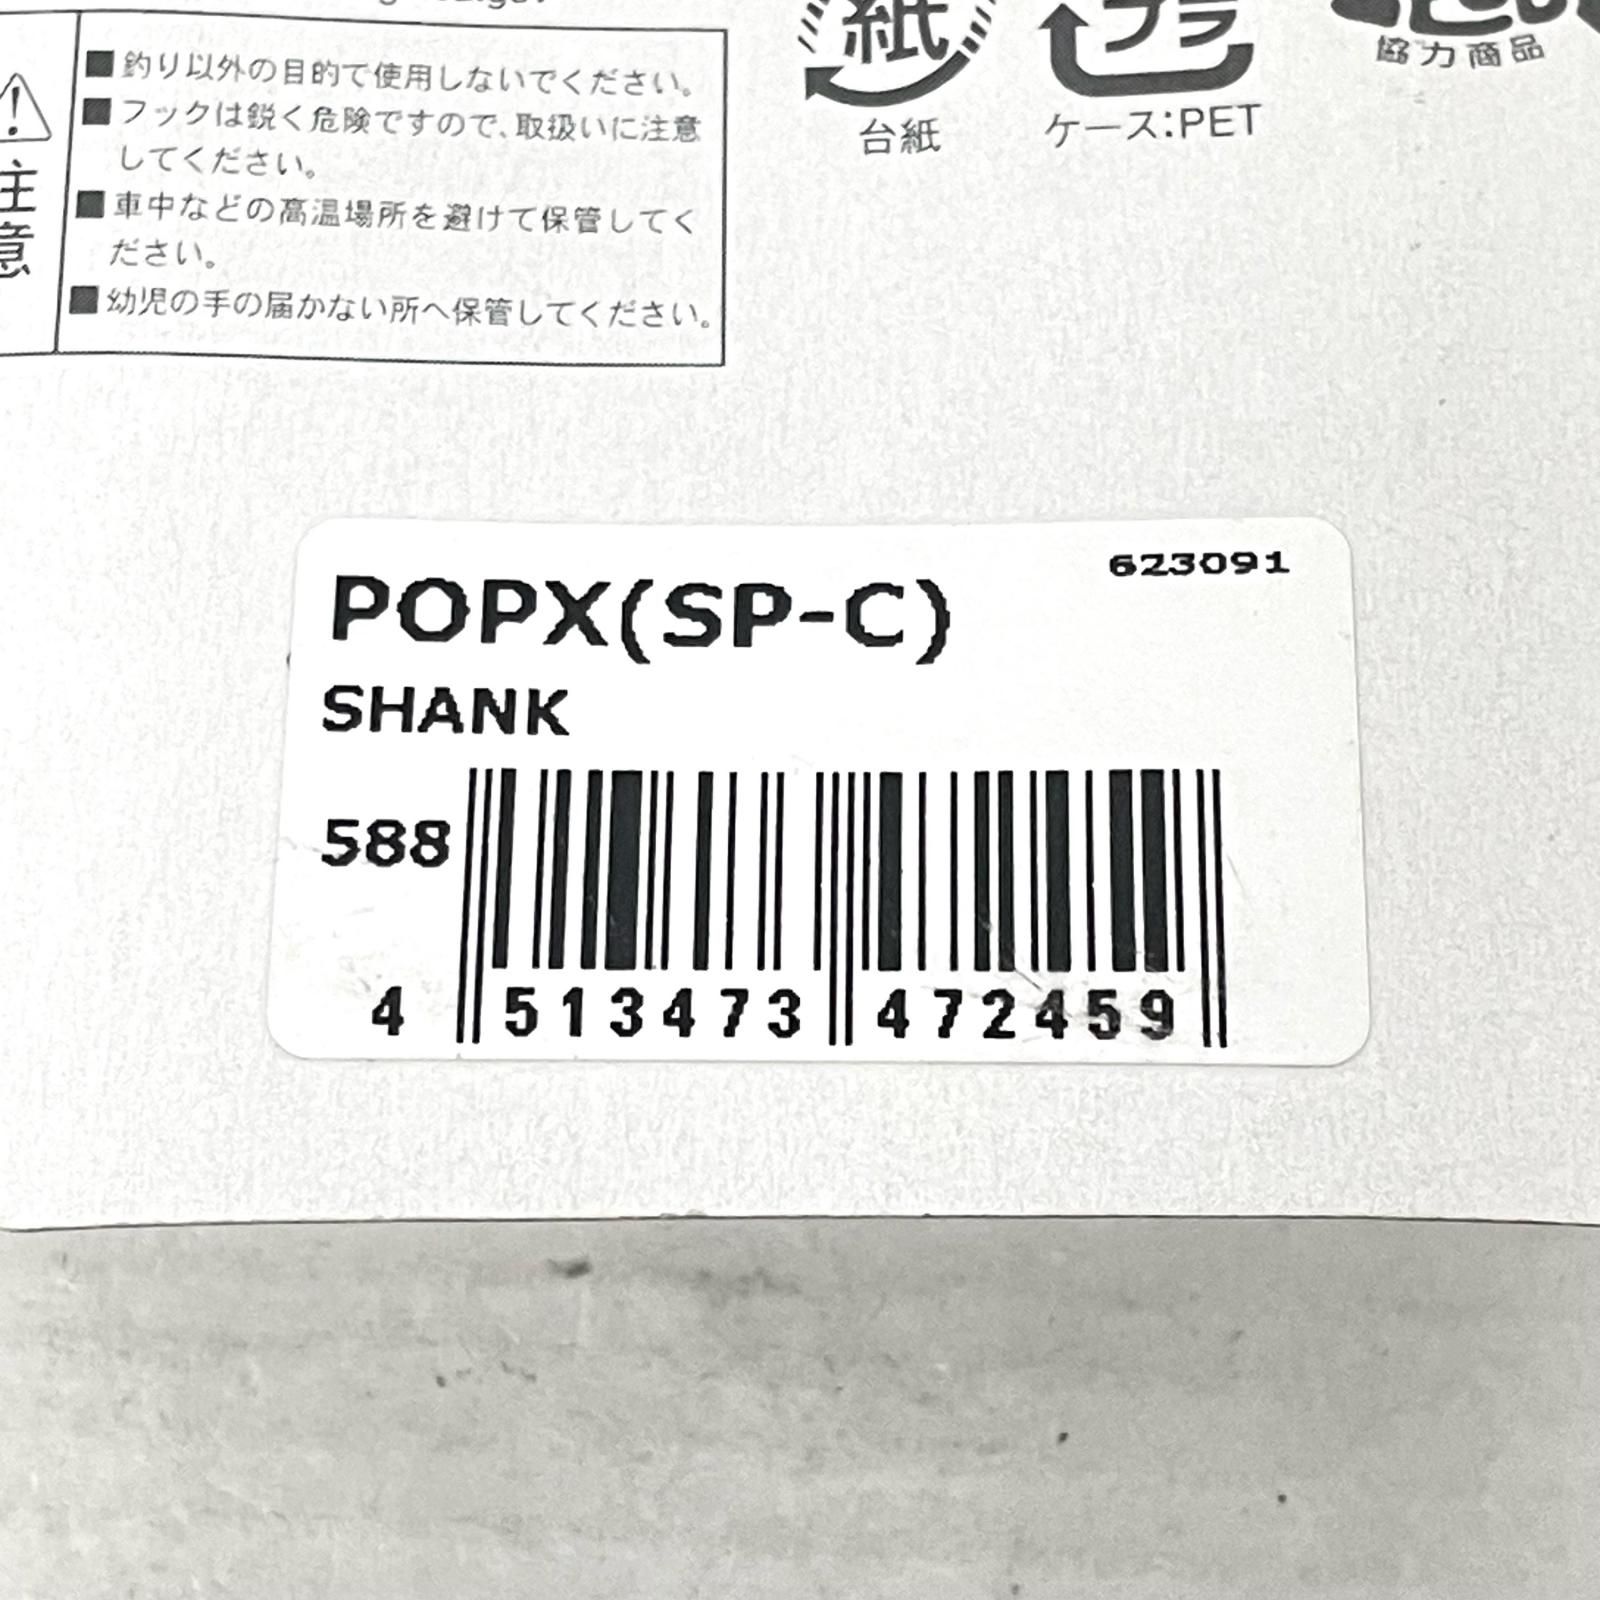 ■釣り以外の目的で使用しないでください。
■フックは鋭く危険ですので、取扱いに注意
してください。
■車中などの高温場所を避けて保管してく
ださい。
■幼児の手の届かない所へ保管してください。
注意
紙
台紙
プラ
ケース:PET
協力商品
POPX(SP-C)
623091
SHANK
588
4 513473 472459